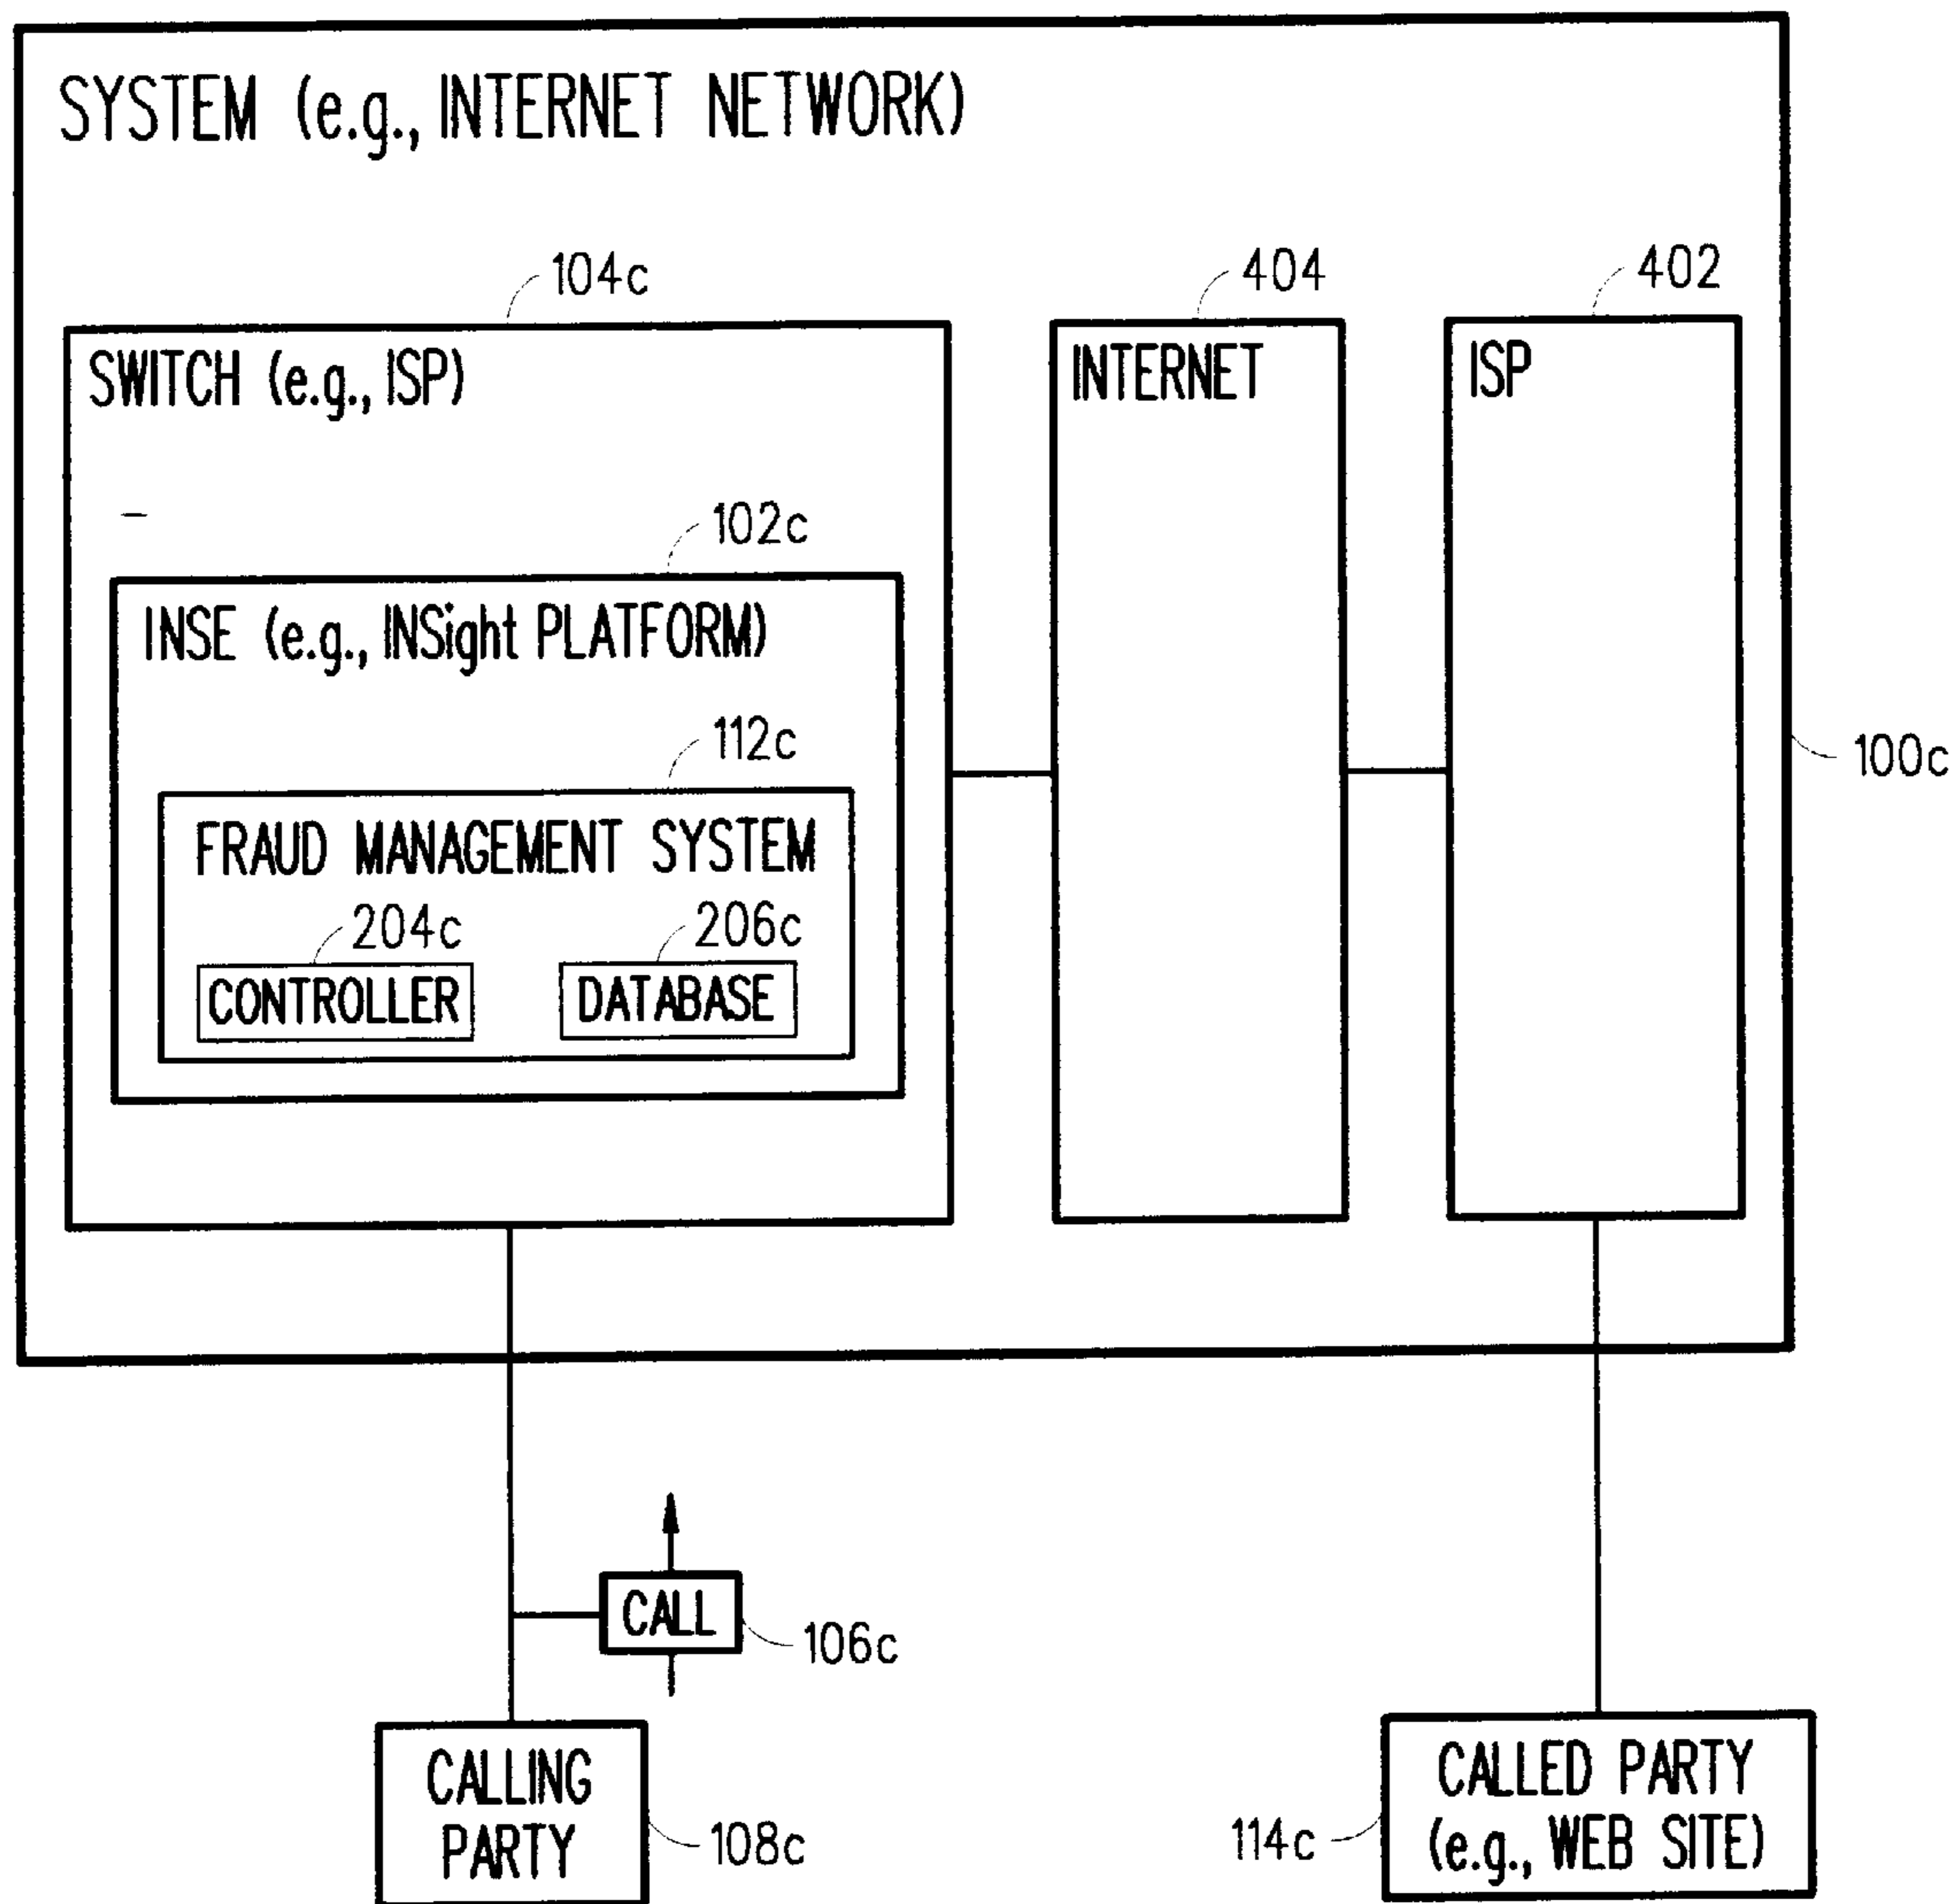 SYSTEM (e.g., INTERNET NETWORK)
104c
404
402
SWITCH (e.g., ISP)
INTERNET
ISP
102c
INSE (e.g., INSight PLATFORM)
112c
100c
FRAUD MANAGEMENT SYSTEM
204c
206c
CONTROLLER
DATABASE
CALL
106c
CALLING
PARTY
108c
114c
CALLED PARTY
(e.g., WEB SITE)